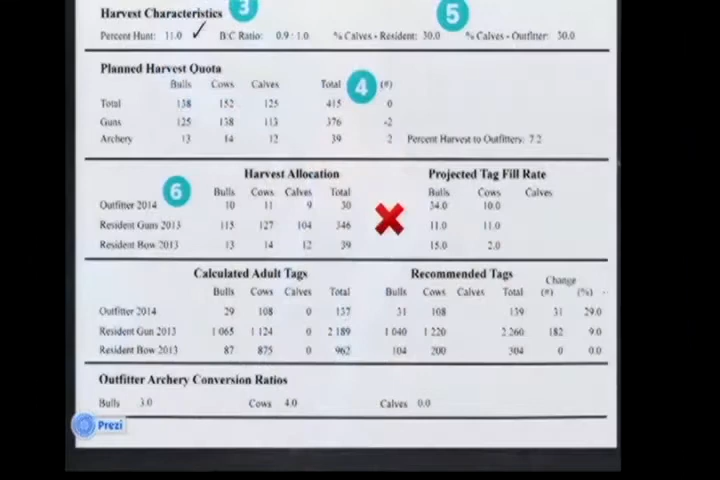 3
Harvest Characteristics
5
Percent Hunt: 11.0 B:C Ratio: 0.9 : 1.0 % Calves - Resident: 30.0 % Calves - Outfitter: 30.0
Planned Harvest Quota
Bulls Cows Calves Total 4 (#)
Total 138 152 125 415 0
Guns 125 138 113 376 -2
Archery 13 14 12 39 2 Percent Harvest to Outfitters: 7.2
Harvest Allocation Projected Tag Fill Rate
6 Bulls Cows Calves Total Bulls Cows Calves
Outfitter 2014 10 11 9 30 34.0 10.0
Resident Guns 2013 115 127 104 346 11.0 11.0
Resident Bow 2013 13 14 12 39 15.0 2.0
Calculated Adult Tags Recommended Tags Change
Bulls Cows Calves Total Bulls Cows Calves Total (#) (%)
Outfitter 2014 29 108 0 137 31 108 139 31 29.0
Resident Gun 2013 1 065 1 124 0 2 189 1 040 1 220 2 260 182 9.0
Resident Bow 2013 87 875 0 962 104 200 304 0 0.0
Outfitter Archery Conversion Ratios
Bulls 3.0 Cows 4.0 Calves 0.0
Prezi